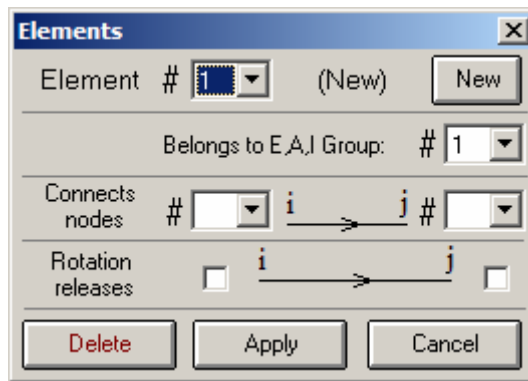 Elements
Element # 1 (New) New
Belongs to E,A,I Group: # 1
Connects nodes # i j #
Rotation releases i j
Delete Apply Cancel